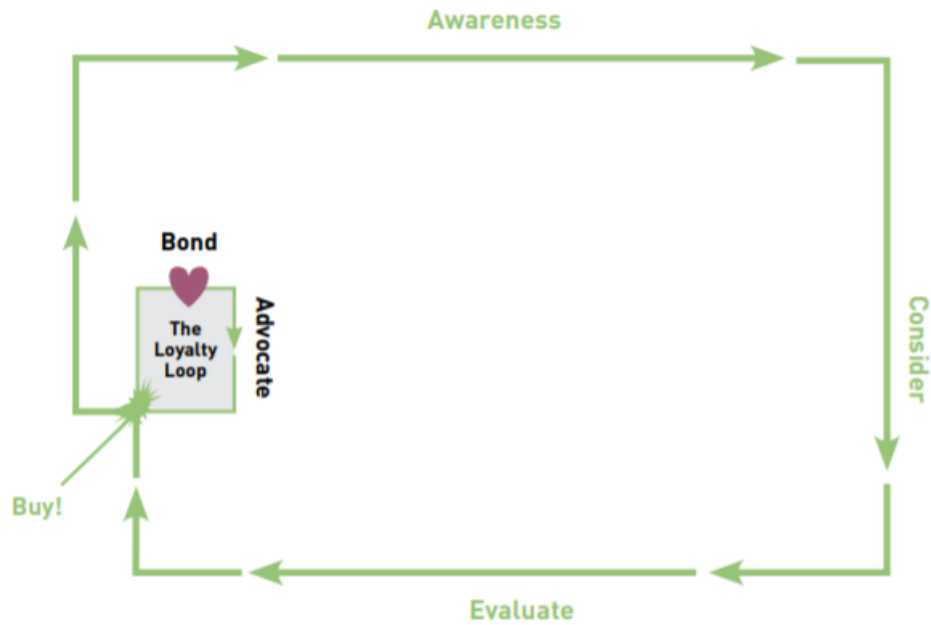 Awareness
Bond
The
Loyalty
Loop
Advocate
Consider
Buy!
Evaluate